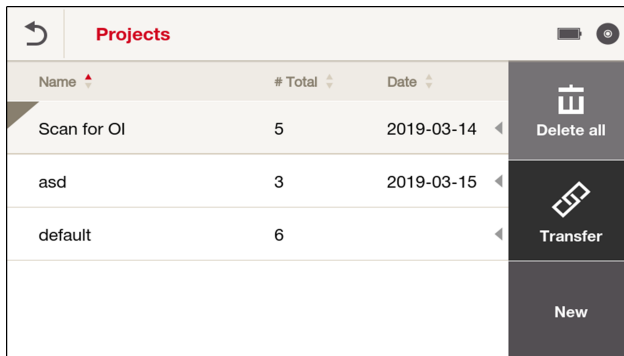 Projects
Name # Total Date
Scan for OI 5 2019-03-14
Delete all
asd 3 2019-03-15
Transfer
default 6
New